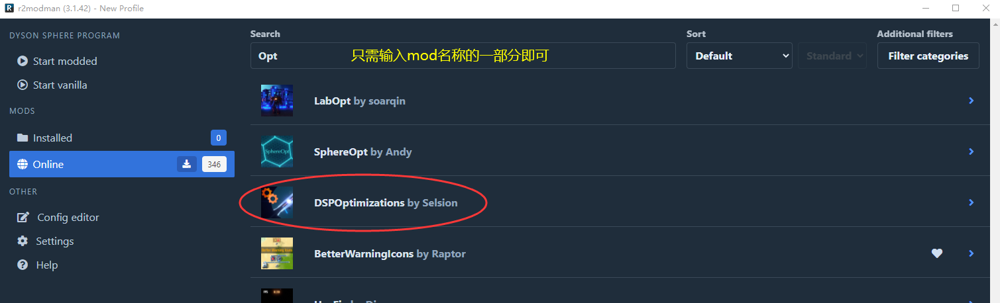 r2modman (3.1.42) - New Profile
DYSON SPHERE PROGRAM
Start modded
Start vanilla
MODS
Installed 0
Online 346
OTHER
Config editor
Settings
Help
Search
Opt 只需输入mod名称的一部分即可
Sort
Default
Standard
Additional filters
Filter categories
LabOpt by soarqin
SphereOpt
SphereOpt by Andy
DSPOptimizations by Selsion
BetterWarningIcons by Raptor